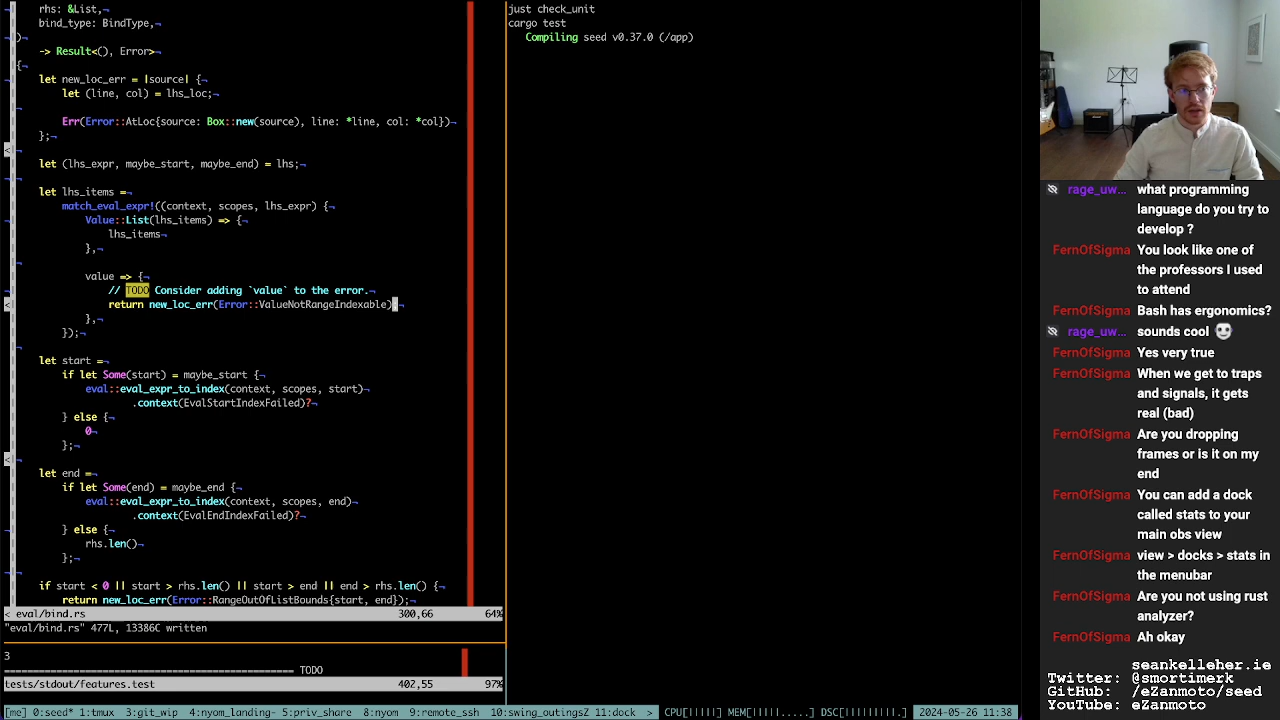 rhs: &List,¬
bind_type: BindType,¬
)¬
-> Result<(), Error>¬
{¬
let new_loc_err = |source| {¬
let (line, col) = lhs_loc;¬
¬
Err(Error::AtLoc{source: Box::new(source), line: *line, col: *col})¬
};¬
¬
let (lhs_expr, maybe_start, maybe_end) = lhs;¬
¬
let lhs_items =¬
match_eval_expr!((context, scopes, lhs_expr) {¬
Value::List(lhs_items) => {¬
lhs_items¬
},¬
¬
value => {¬
// TODO Consider adding `value` to the error.¬
return new_loc_err(Error::ValueNotRangeIndexable);¬
},¬
});¬
¬
let start =¬
if let Some(start) = maybe_start {¬
eval::eval_expr_to_index(context, scopes, start)¬
.context(EvalStartIndexFailed)?¬
} else {¬
0¬
};¬
¬
let end =¬
if let Some(end) = maybe_end {¬
eval::eval_expr_to_index(context, scopes, end)¬
.context(EvalEndIndexFailed)?¬
} else {¬
rhs.len()¬
};¬
¬
if start < 0 || start > rhs.len() || start > end || end > rhs.len() {¬
return new_loc_err(Error::RangeOutOfListBounds{start, end});¬
< eval/bind.rs 300,66 64%
"eval/bind.rs" 477L, 13386C written
3
============================================== TODO
tests/stdout/features.test 402,55 97%
just check_unit
cargo test
Compiling seed v0.37.0 (/app)
rage_uw... what programming
language do you try to
develop ?
FernOfSigma You look like one of
the professors I used
to attend
FernOfSigma Bash has ergonomics?
rage_uw... sounds cool
FernOfSigma Yes very true
FernOfSigma When we get to traps
and signals, it gets
real (bad)
FernOfSigma Are you dropping
frames or is it on my
end
FernOfSigma You can add a dock
called stats to your
main obs view
FernOfSigma view > docks > stats in
the menubar
FernOfSigma Are you not using rust
analyzer?
FernOfSigma Ah okay
seankelleher.ie
Twitter: @smortimerk
GitHub: /eZanmoto/seed
[me] 0:seed* 1:tmux 3:git_wip 4:nyom_landing- 5:priv_share 8:nyom 9:remote_ssh 10:swing_outingsZ 11:dock > CPU[|||||] MEM[|||||.....] DSC[|||||||||.] 2024-05-26 11:38